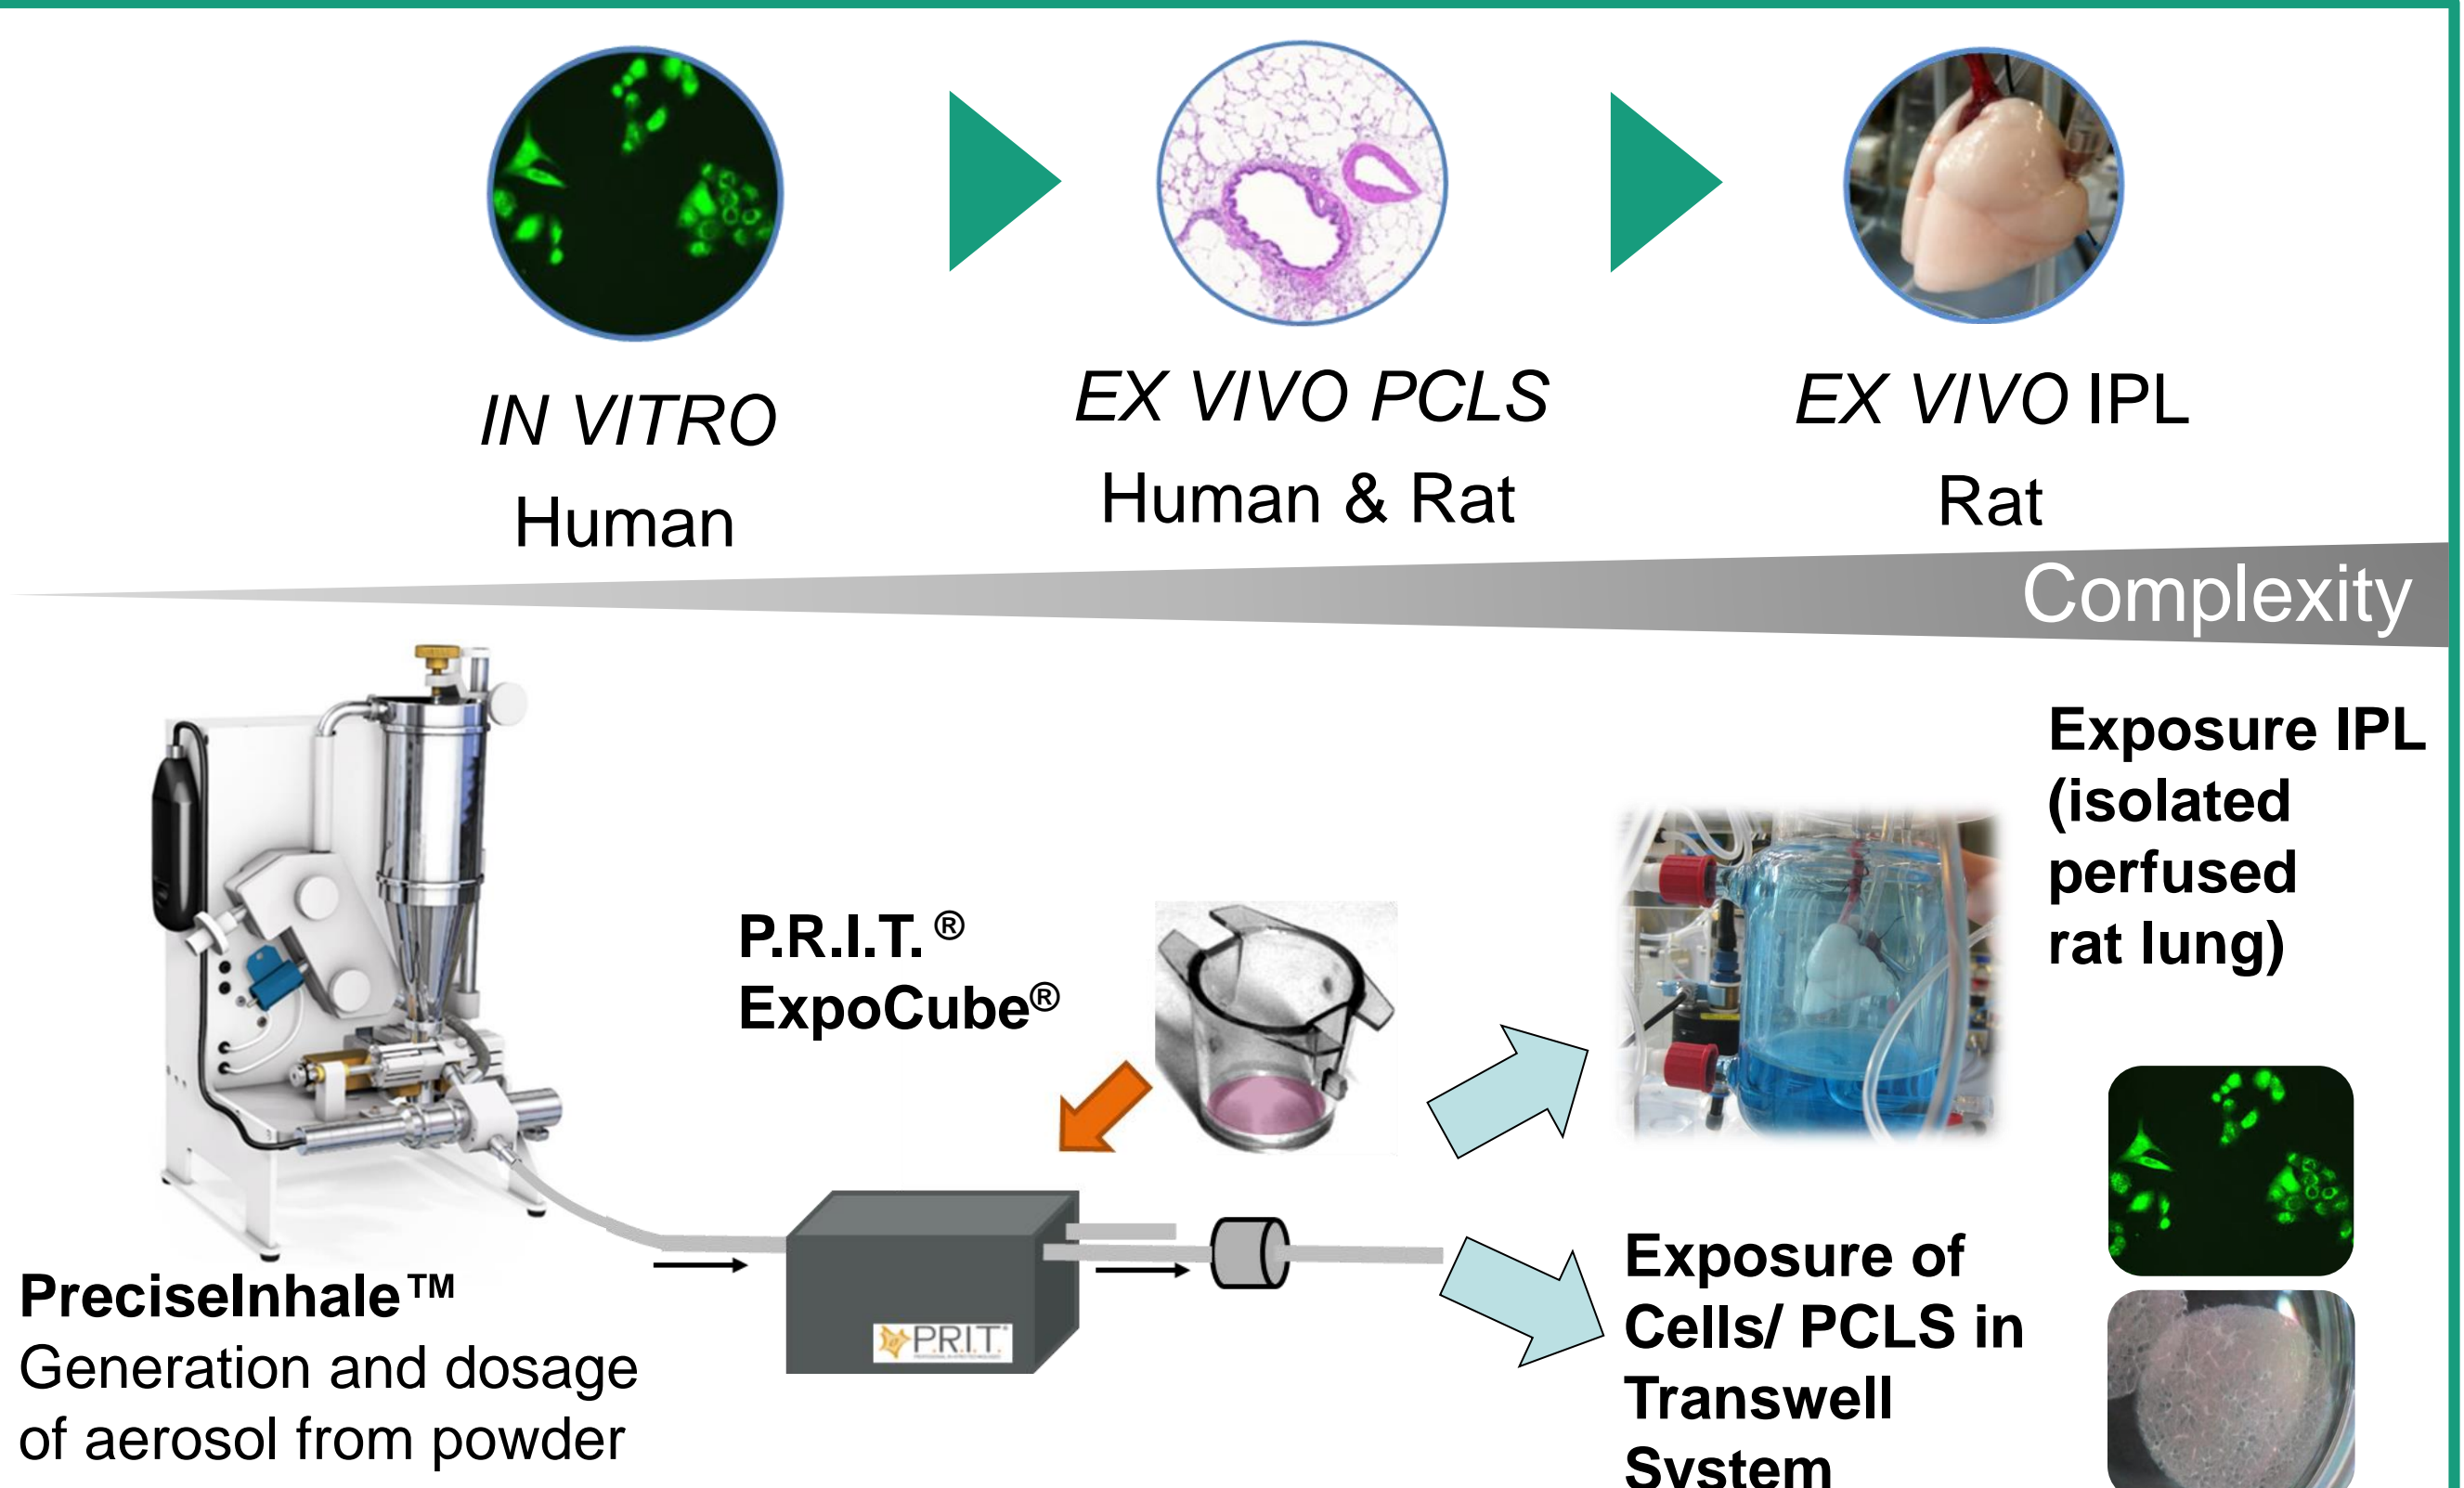 IN VITRO
Human
EX VIVO PCLS
Human & Rat
EX VIVO IPL
Rat
Complexity
PreciseInhale™
Generation and dosage
of aerosol from powder
P.R.I.T. ®
ExpoCube®
P.R.I.T.®
Exposure IPL
(isolated
perfused
rat lung)
Exposure of
Cells/ PCLS in
Transwell
System